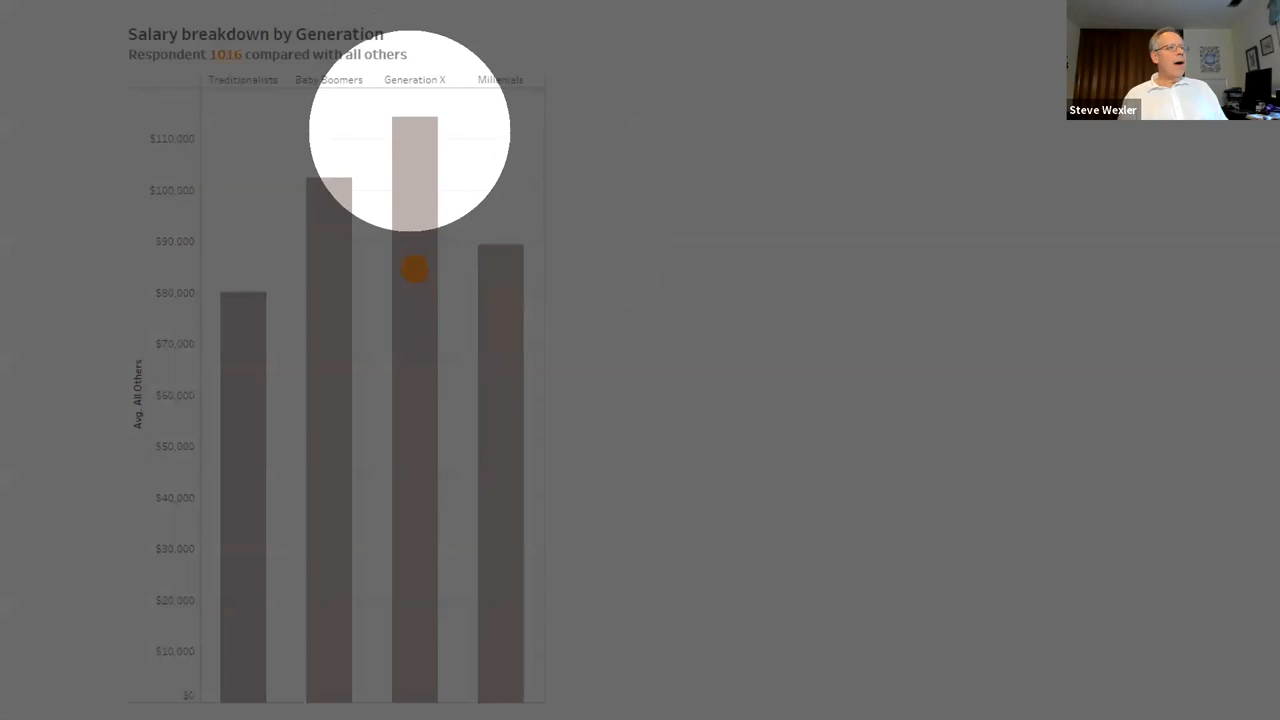 Salary breakdown by Generation
Respondent 1016 compared with all others
Traditionalists Baby Boomers Generation X Millenials
$110,000
$100,000
$90,000
$80,000
$70,000
$60,000
$50,000
$40,000
$30,000
$20,000
$10,000
$0
Avg. All Others
Steve Wexler